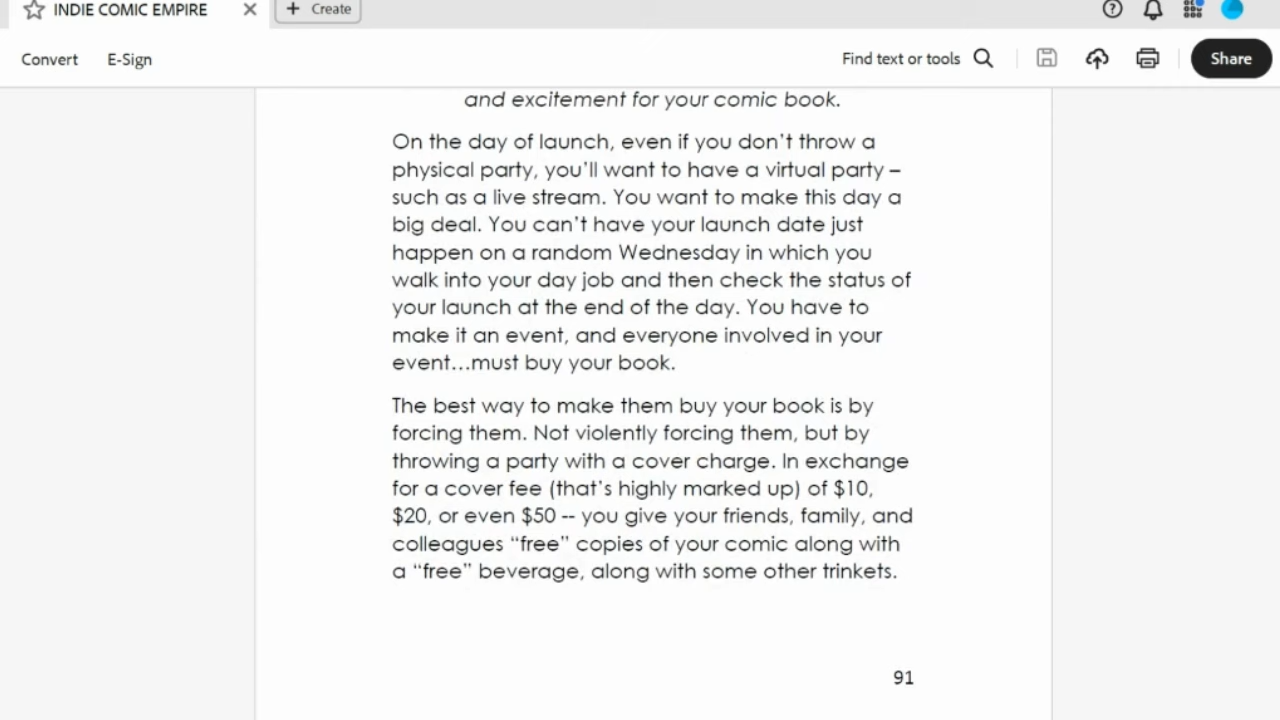 INDIE COMIC EMPIRE
Create
Convert
E-Sign
Find text or tools
Share
and excitement for your comic book.
On the day of launch, even if you don’t throw a
physical party, you’ll want to have a virtual party –
such as a live stream. You want to make this day a
big deal. You can’t have your launch date just
happen on a random Wednesday in which you
walk into your day job and then check the status of
your launch at the end of the day. You have to
make it an event, and everyone involved in your
event…must buy your book.
The best way to make them buy your book is by
forcing them. Not violently forcing them, but by
throwing a party with a cover charge. In exchange
for a cover fee (that’s highly marked up) of $10,
$20, or even $50 -- you give your friends, family, and
colleagues “free” copies of your comic along with
a “free” beverage, along with some other trinkets.
91